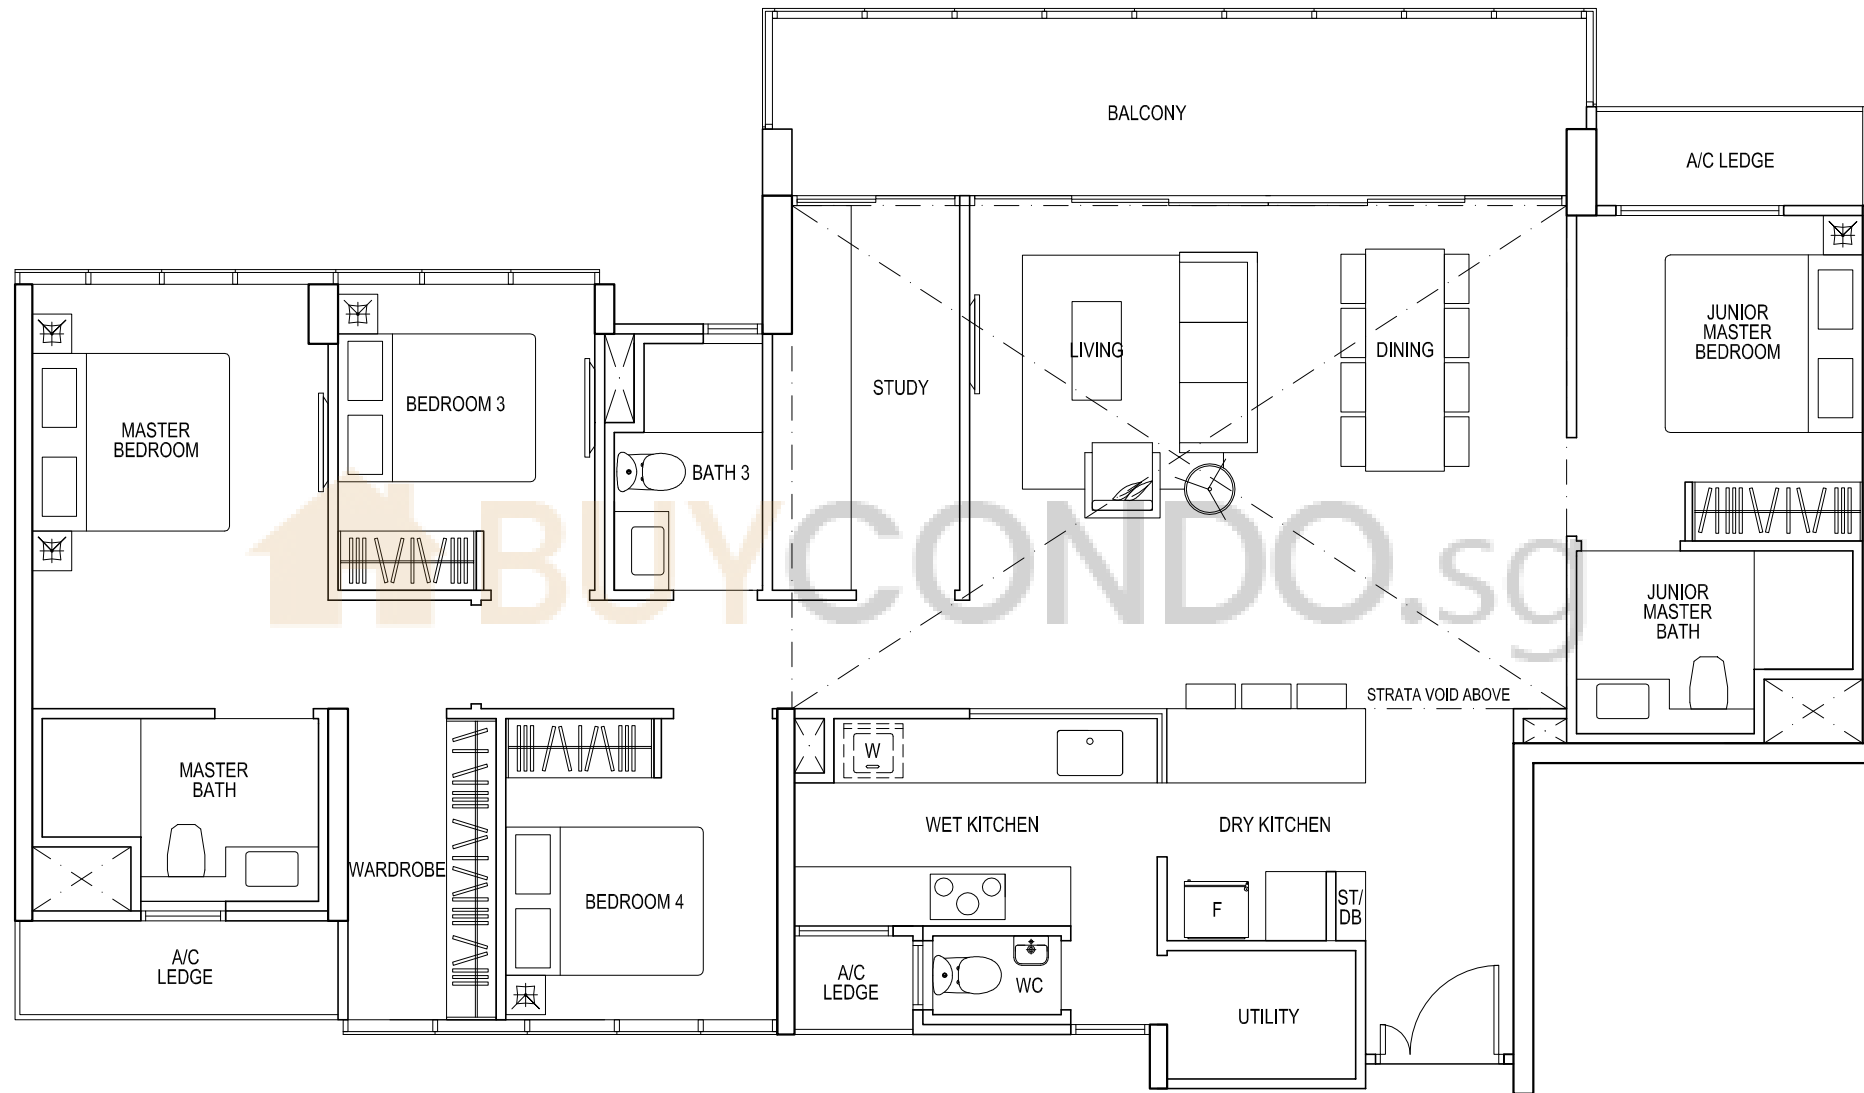 BALCONY
A/C LEDGE
JUNIOR
MASTER
BEDROOM
LIVING
DINING
STUDY
BEDROOM 3
MASTER
BEDROOM
BATH 3
BUYCONDO.sg
JUNIOR
MASTER
BATH
STRATA VOID ABOVE
W
MASTER
BATH
WET KITCHEN
DRY KITCHEN
WARDROBE
BEDROOM 4
F
ST/
DB
A/C
LEDGE
A/C
LEDGE
WC
UTILITY